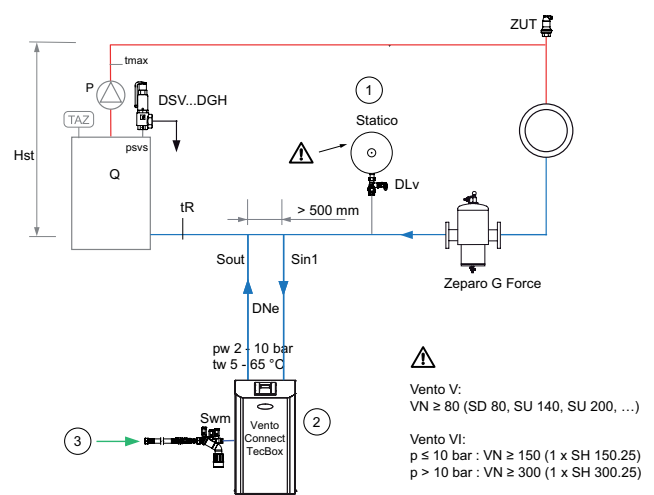 ZUT
tmax
P
DSV...DGH
1
TAZ
Statico
psvs
Hst
Q
DLv
tR
> 500 mm
Sout
Sin1
Zeparo G Force
DNe
pw 2 - 10 bar
tw 5 - 65 °C
Swm
Vento
Connect
TecBox
2
3
Vento V:
VN ≥ 80 (SD 80, SU 140, SU 200, …)
Vento VI:
p ≤ 10 bar : VN ≥ 150 (1 x SH 150.25)
p > 10 bar : VN ≥ 300 (1 x SH 300.25)